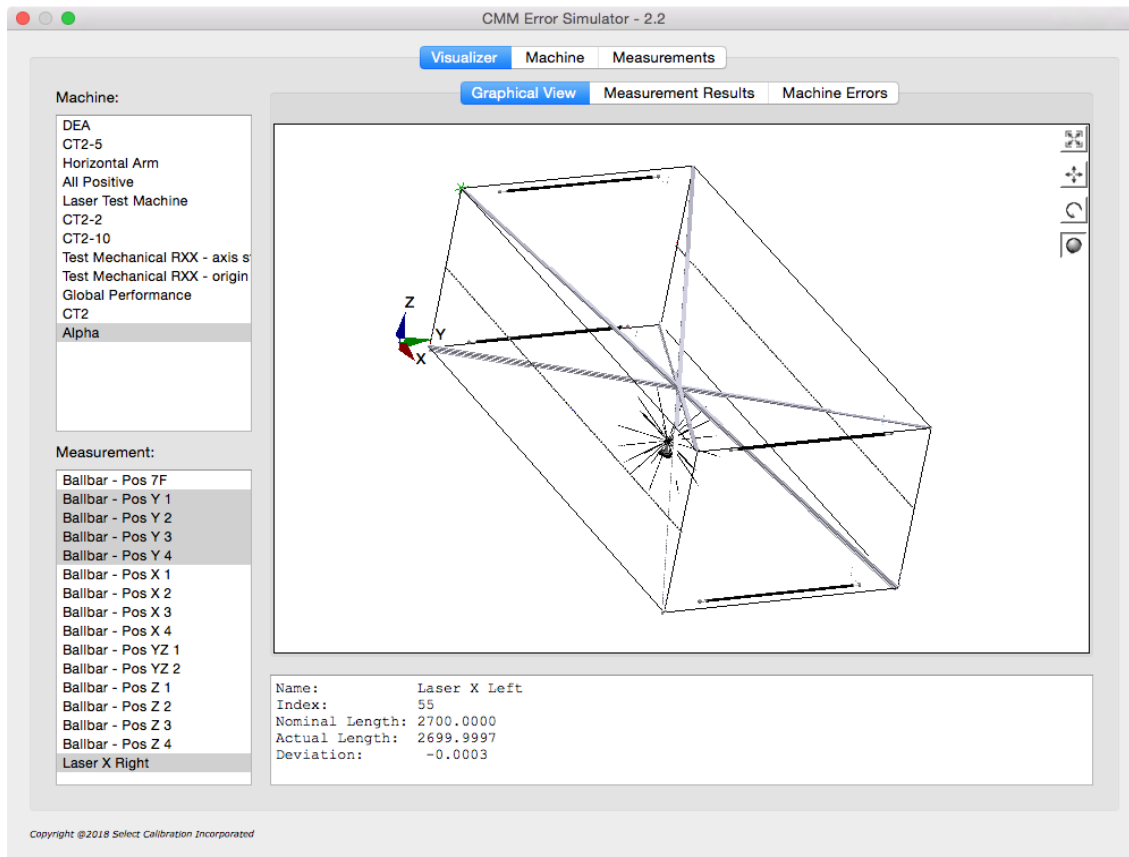 CMM Error Simulator - 2.2
Visualizer Machine Measurements
Graphical View Measurement Results Machine Errors
Machine:
DEA
CT2-5
Horizontal Arm
All Positive
Laser Test Machine
CT2-2
CT2-10
Test Mechanical RXX - axis s
Test Mechanical RXX - origin
Global Performance
CT2
Alpha
Measurement:
Ballbar - Pos 7F
Ballbar - Pos Y 1
Ballbar - Pos Y 2
Ballbar - Pos Y 3
Ballbar - Pos Y 4
Ballbar - Pos X 1
Ballbar - Pos X 2
Ballbar - Pos X 3
Ballbar - Pos X 4
Ballbar - Pos YZ 1
Ballbar - Pos YZ 2
Ballbar - Pos Z 1
Ballbar - Pos Z 2
Ballbar - Pos Z 3
Ballbar - Pos Z 4
Laser X Right
Z
Y
X
Name: Laser X Left
Index: 55
Nominal Length: 2700.0000
Actual Length: 2699.9997
Deviation: -0.0003
Copyright @2018 Select Calibration Incorporated